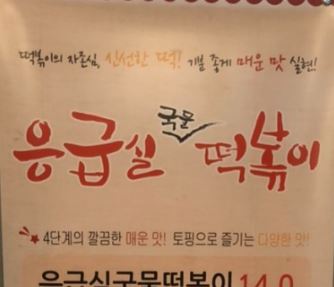 떡볶이의 자존심, 신선한 떡! 기분 좋게 매운 맛 실현!
응급실 국물 떡볶이
4단계의 깔끔한 매운 맛! 토핑으로 즐기는 다양한 맛!
응급실국물떡볶이 14.0